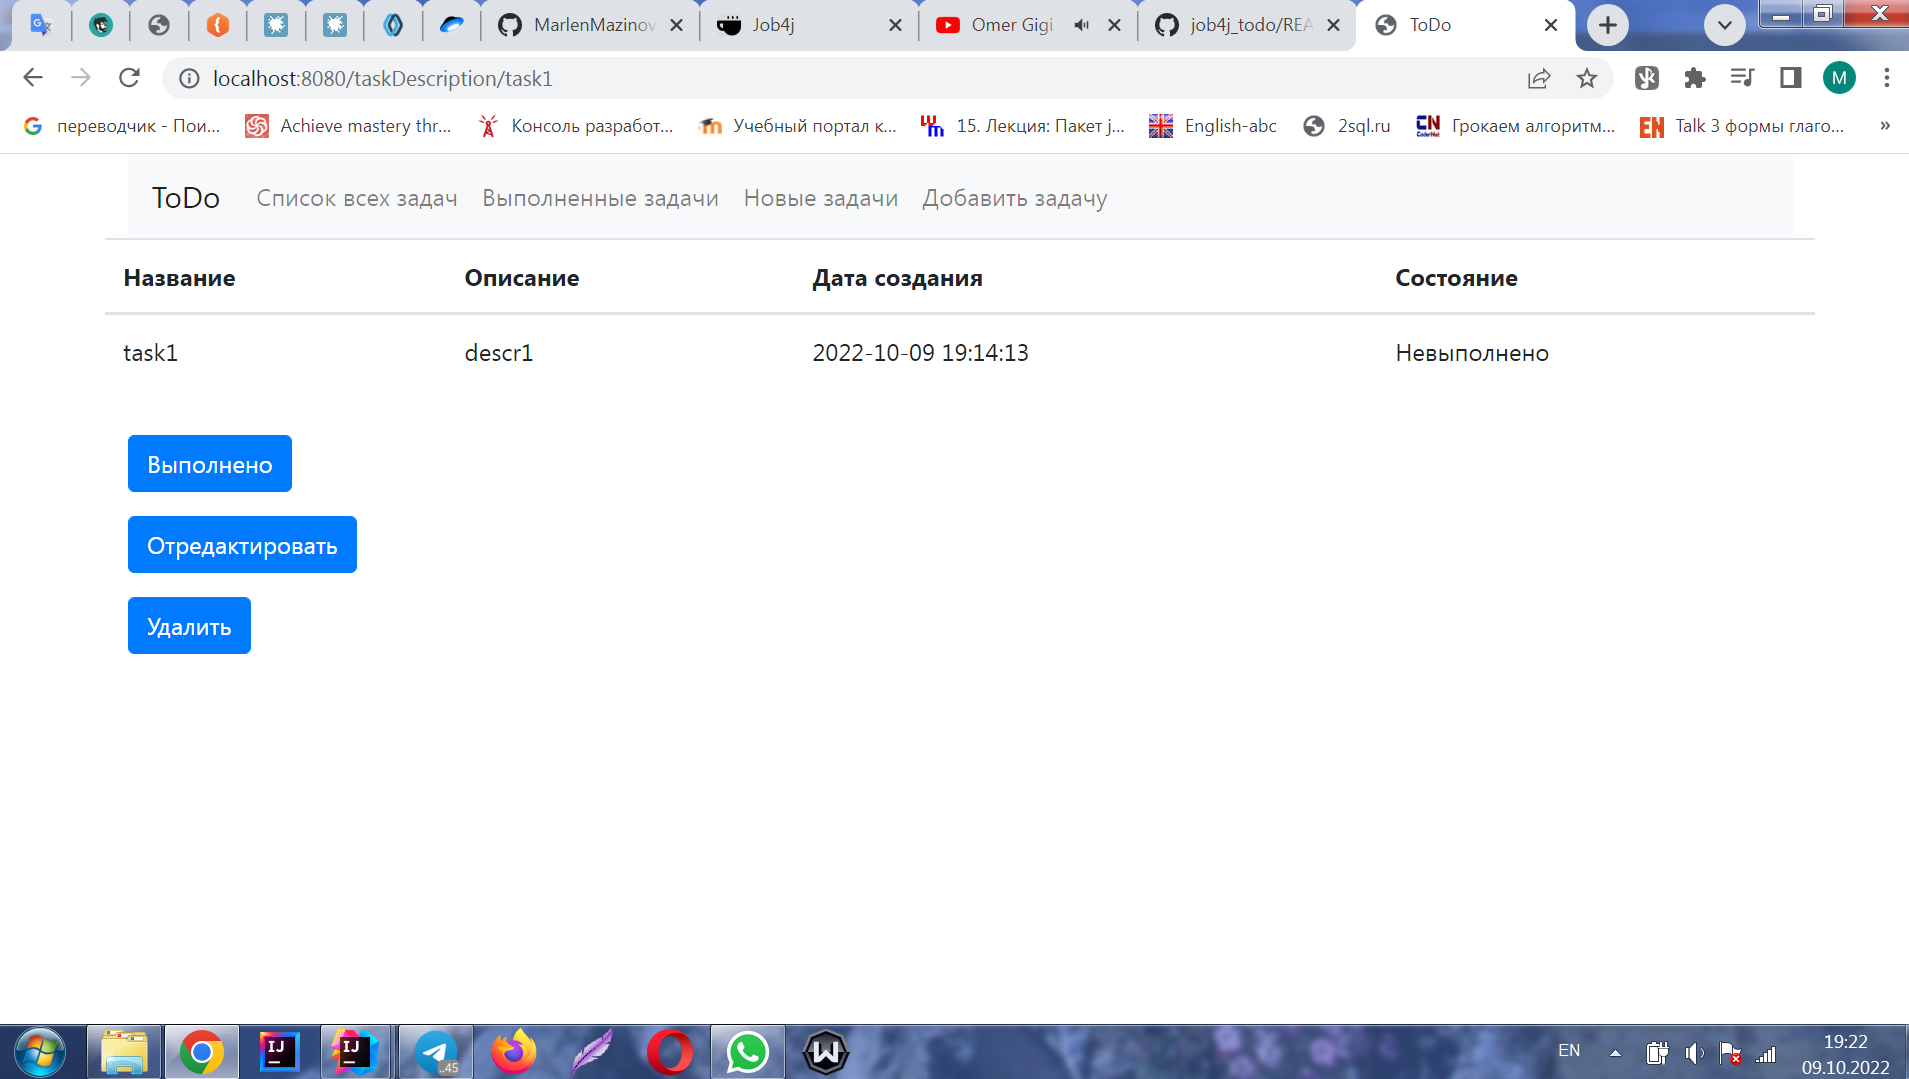 MarlenMazinov
Job4j
Omer Gigi
job4j_todo/REA
ToDo
localhost:8080/taskDescription/task1
M
переводчик - Пои...
Achieve mastery thr...
Консоль разработ...
Учебный портал к...
15. Лекция: Пакет j...
English-abc
2sql.ru
Грокаем алгоритм...
Talk 3 формы глаго...
»
ToDo
Список всех задач
Выполненные задачи
Новые задачи
Добавить задачу
Название Описание Дата создания Состояние
task1 descr1 2022-10-09 19:14:13 Невыполнено
Выполнено
Отредактировать
Удалить
..45
EN
19:22
09.10.2022